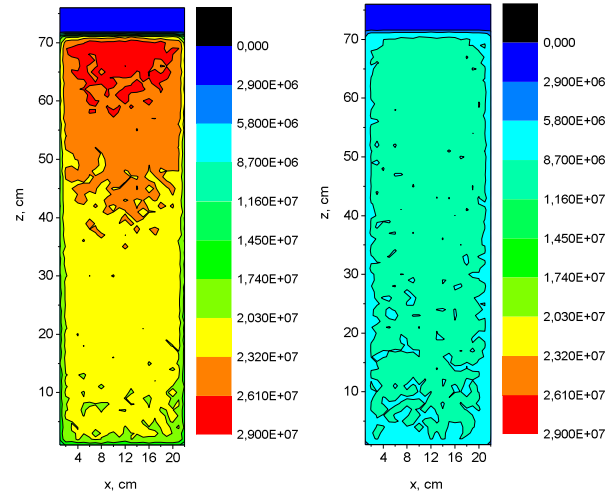 70
60
50
40
30
20
10
z, cm
4 8 12 16 20
x, cm
0,000
2,900E+06
5,800E+06
8,700E+06
1,160E+07
1,450E+07
1,740E+07
2,030E+07
2,320E+07
2,610E+07
2,900E+07
70
60
50
40
30
20
10
z, cm
4 8 12 16 20
x, cm
0,000
2,900E+06
5,800E+06
8,700E+06
1,160E+07
1,450E+07
1,740E+07
2,030E+07
2,320E+07
2,610E+07
2,900E+07